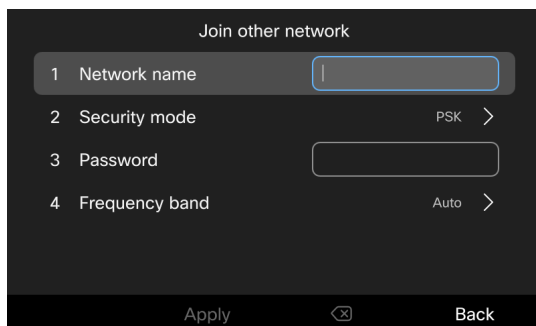 Join other network
1 Network name
2 Security mode PSK
3 Password
4 Frequency band Auto
Apply Back